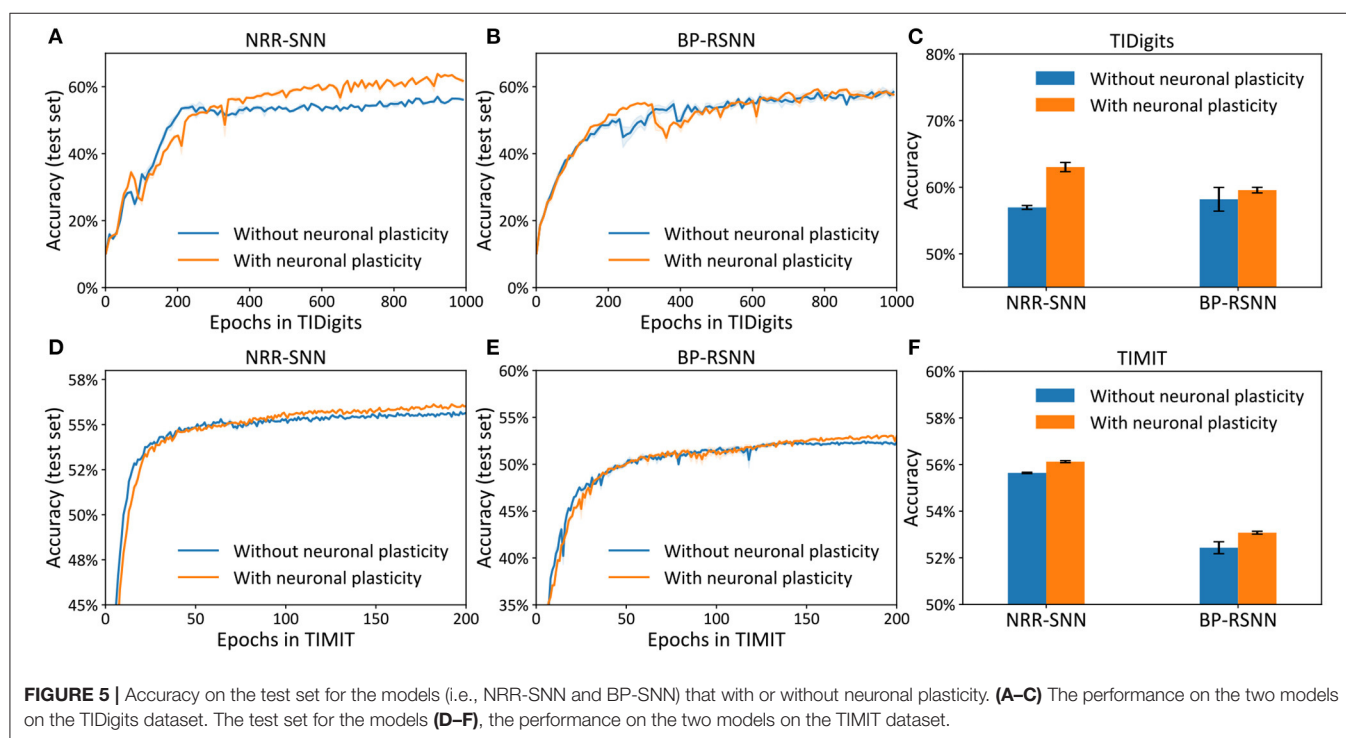 A
NRR-SNN
Accuracy (test set)
60%
40%
20%
0%
Without neuronal plasticity
With neuronal plasticity
0 200 400 600 800 1000
Epochs in TIDigits
B
BP-RSNN
Accuracy (test set)
60%
40%
20%
0%
Without neuronal plasticity
With neuronal plasticity
0 200 400 600 800 1000
Epochs in TIDigits
C
TIDigits
Accuracy
80%
70%
60%
50%
Without neuronal plasticity
With neuronal plasticity
NRR-SNN BP-RSNN
D
NRR-SNN
Accuracy (test set)
58%
55%
52%
50%
48%
45%
Without neuronal plasticity
With neuronal plasticity
0 50 100 150 200
Epochs in TIMIT
E
BP-RSNN
Accuracy (test set)
60%
55%
50%
45%
40%
35%
Without neuronal plasticity
With neuronal plasticity
0 50 100 150 200
Epochs in TIMIT
F
TIMIT
Accuracy
60%
58%
56%
54%
52%
50%
Without neuronal plasticity
With neuronal plasticity
NRR-SNN BP-RSNN
FIGURE 5 | Accuracy on the test set for the models (i.e., NRR-SNN and BP-SNN) that with or without neuronal plasticity. (A–C) The performance on the two models
on the TIDigits dataset. The test set for the models (D–F), the performance on the two models on the TIMIT dataset.